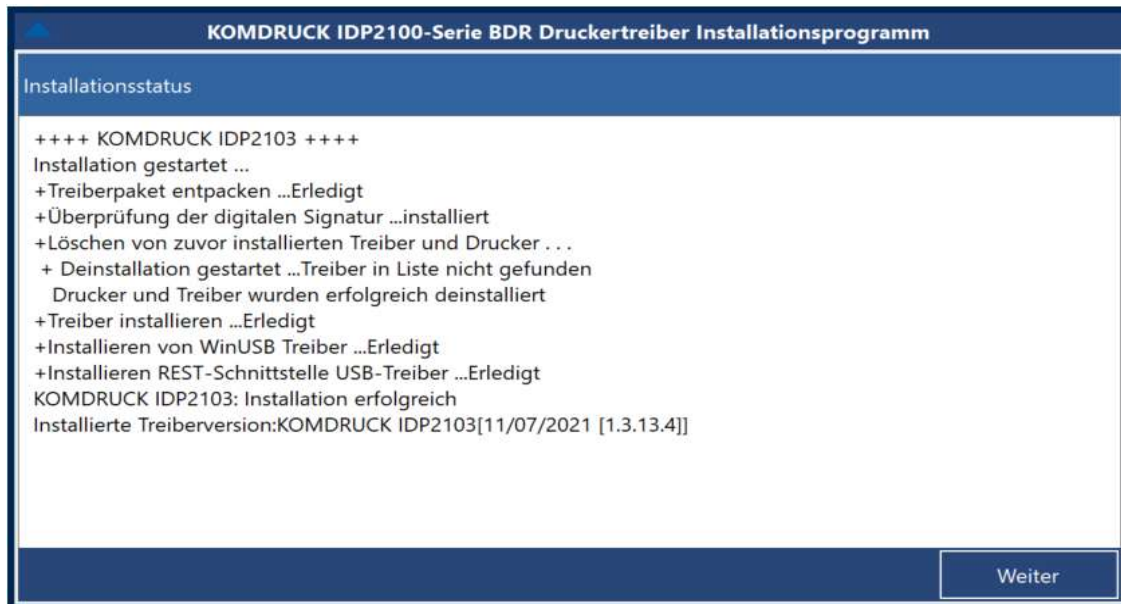 KOMDRUCK IDP2100-Serie BDR Druckertreiber Installationsprogramm
Installationsstatus
++++ KOMDRUCK IDP2103 ++++
Installation gestartet ...
+Treiberpaket entpacken ...Erledigt
+Überprüfung der digitalen Signatur ...installiert
+Löschen von zuvor installierten Treiber und Drucker . . .
+ Deinstallation gestartet ...Treiber in Liste nicht gefunden
Drucker und Treiber wurden erfolgreich deinstalliert
+Treiber installieren ...Erledigt
+Installieren von WinUSB Treiber ...Erledigt
+Installieren REST-Schnittstelle USB-Treiber ...Erledigt
KOMDRUCK IDP2103: Installation erfolgreich
Installierte Treiberversion:KOMDRUCK IDP2103[11/07/2021 [1.3.13.4]]
Weiter